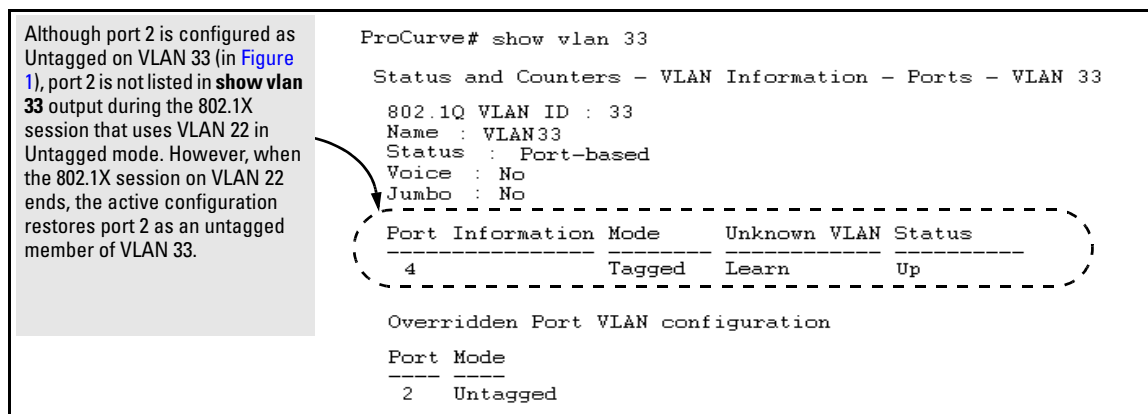 Although port 2 is configured as
Untagged on VLAN 33 (in Figure
1), port 2 is not listed in show vlan
33 output during the 802.1X
session that uses VLAN 22 in
Untagged mode. However, when
the 802.1X session on VLAN 22
ends, the active configuration
restores port 2 as an untagged
member of VLAN 33.
ProCurve# show vlan 33
Status and Counters - VLAN Information - Ports - VLAN 33
802.1Q VLAN ID : 33
Name : VLAN33
Status : Port-based
Voice : No
Jumbo : No
Port Information Mode Unknown VLAN Status
---------------- -------- ------------ ----------
4 Tagged Learn Up
Overridden Port VLAN configuration
Port Mode
---- ----
2 Untagged